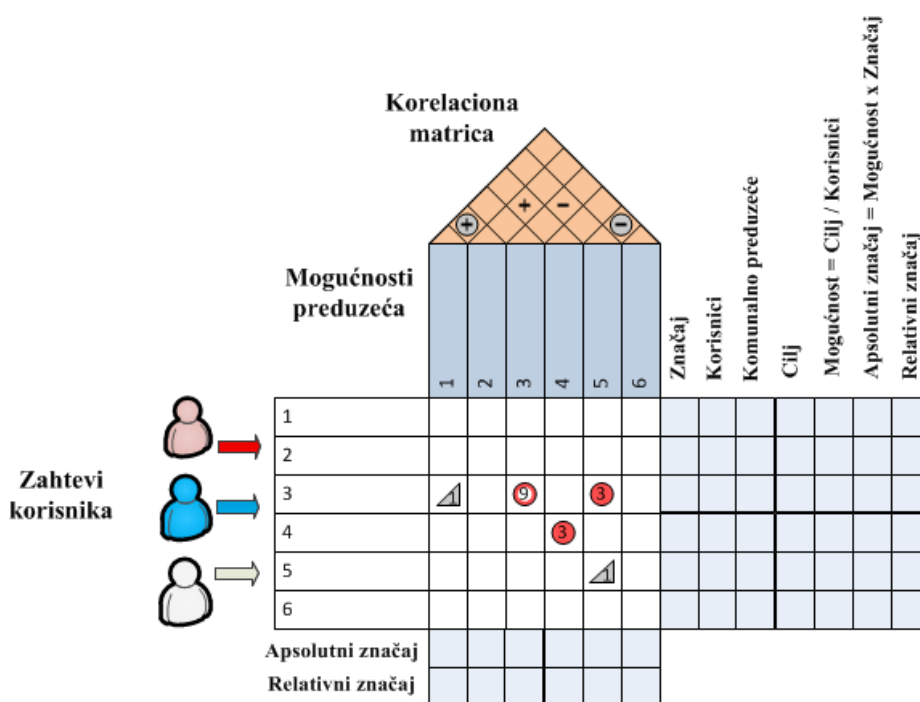 Korelaciona
matrica
+ -
+ -
Mogućnosti
preduzeća
1 2 3 4 5 6
Značaj
Korisnici
Komunalno preduzeće
Cilj
Mogućnost = Cilj / Korisnici
Apsolutni značaj = Mogućnost x Značaj
Relativni značaj
Zahtevi
korisnika
1
2
3 1 9 3
4 3
5 1
6
Apsolutni značaj
Relativni značaj